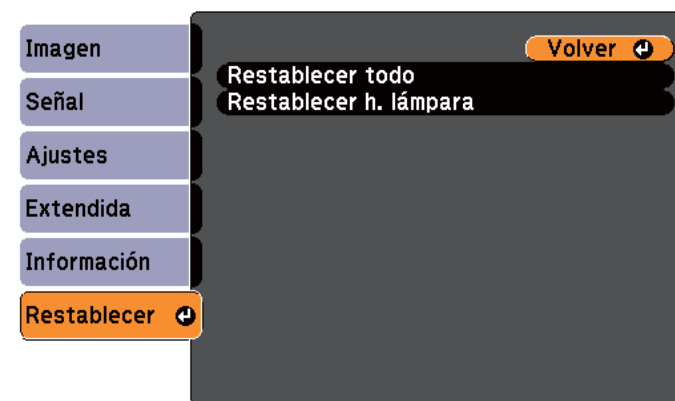 Imagen
Señal
Ajustes
Extendida
Información
Restablecer
Volver
Restablecer todo
Restablecer h. lámpara